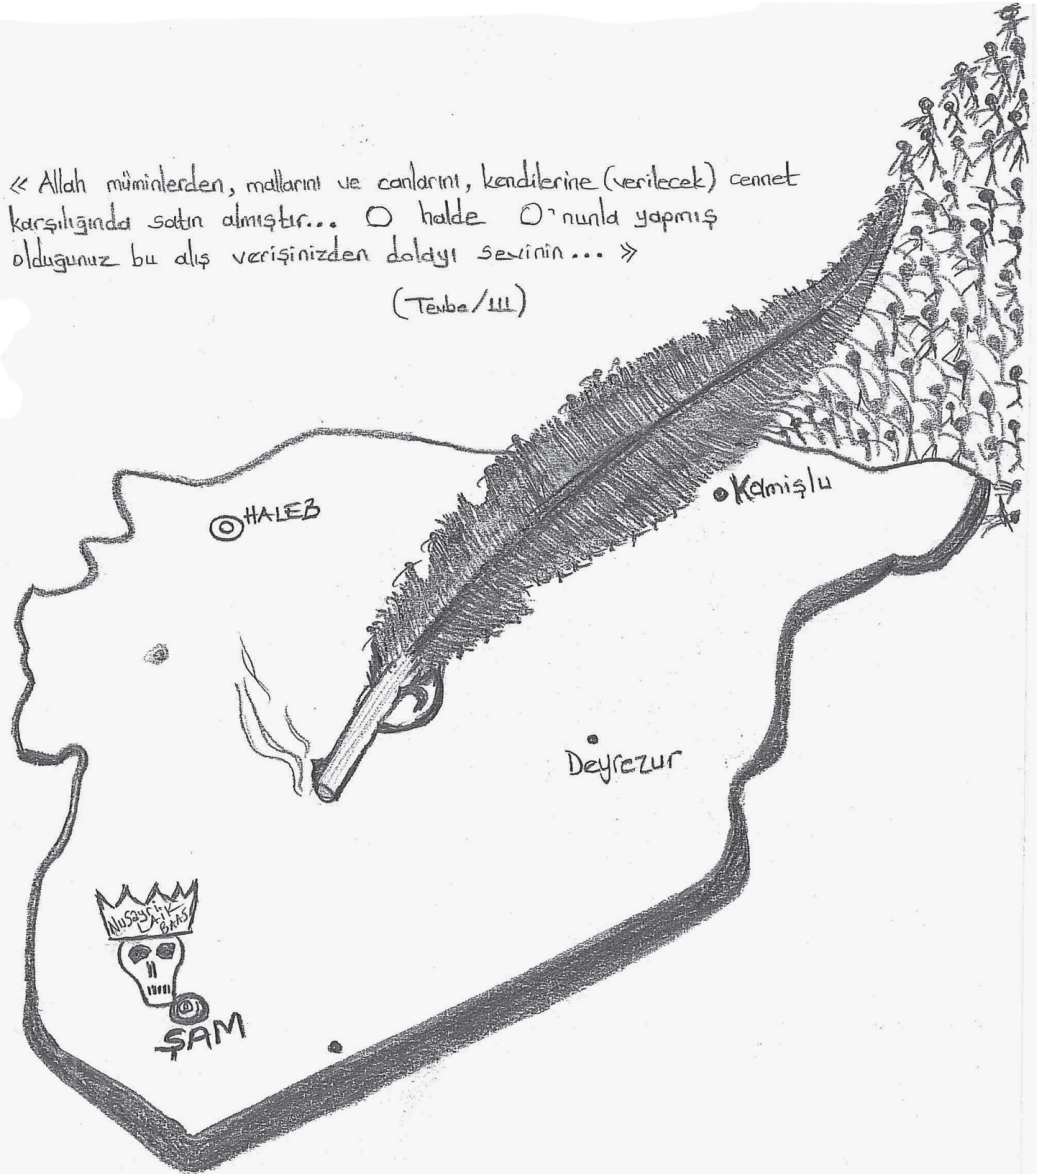 « Allah müminlerden, mallarını ve canlarını, kendilerine (verilecek) cennet
karşılığında satın almıştır... O halde O'nunla yapmış
olduğunuz bu alış verişinizden dolayı sevinin... »
(Tevbe/111)
Kamişlu
HALEB
Deyrezur
Nusayri
LAİK
BAAS
ŞAM